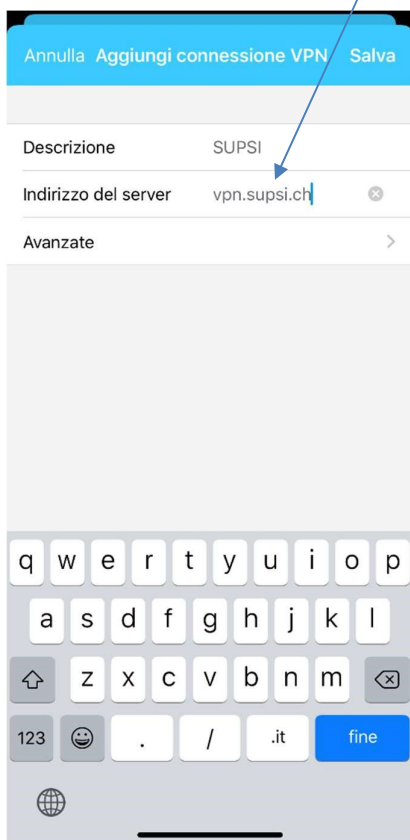 Annulla Aggiungi connessione VPN Salva
Descrizione SUPSI
Indirizzo del server vpn.supsi.ch
Avanzate
q w e r t y u i o p
a s d f g h j k l
z x c v b n m
123 . / .it fine